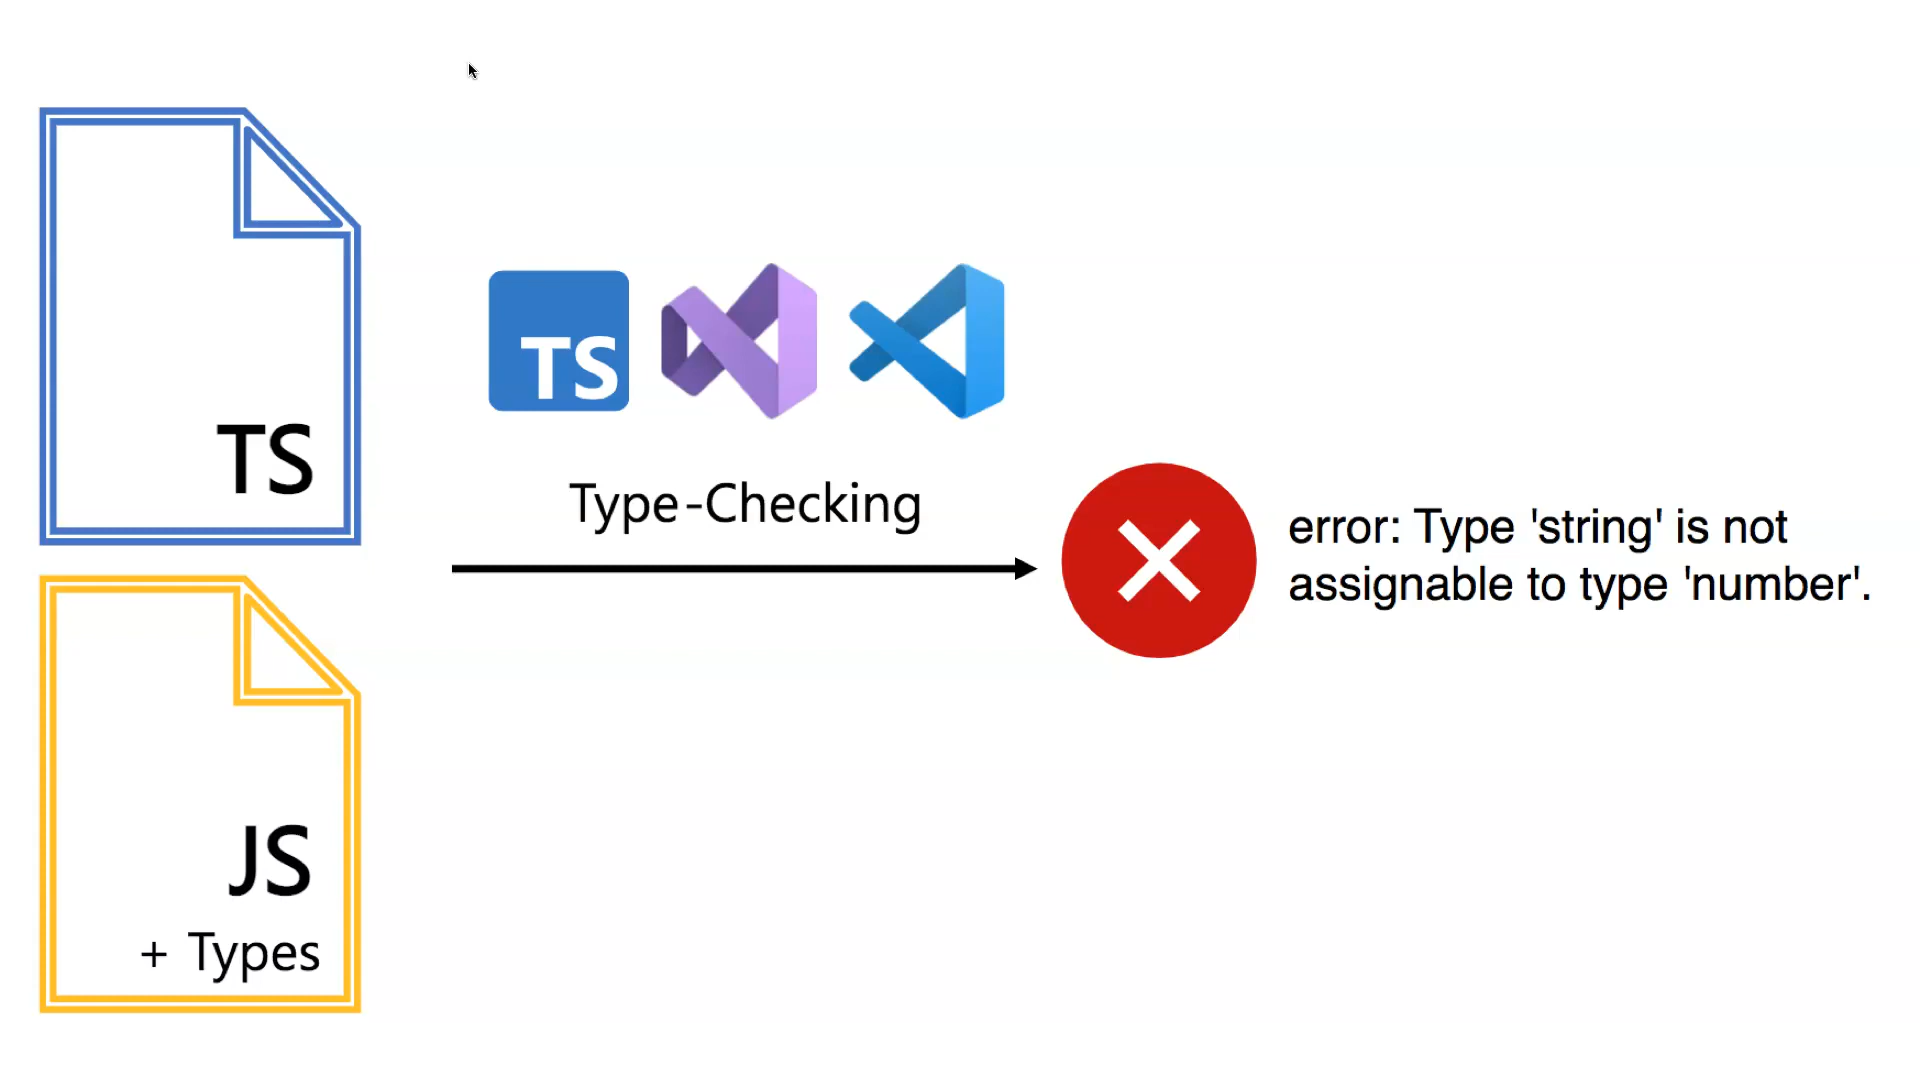 TS
TS
Type-Checking
error: Type 'string' is not
assignable to type 'number'.
JS
+ Types